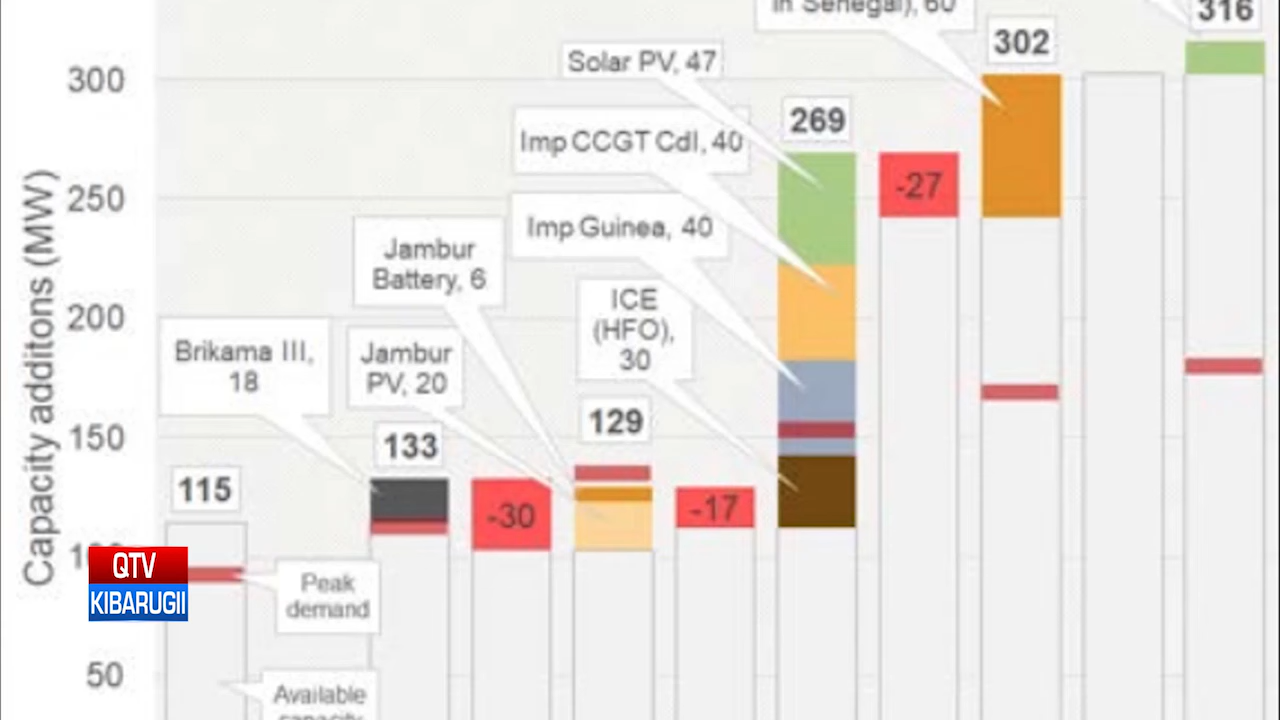 in Senegal), 60
316
302
Solar PV, 47
300
269
Imp CCGT CdI, 40
-27
250
Imp Guinea, 40
Jambur
Battery, 6
ICE
(HFO),
30
200
Brikama III,
18
Jambur
PV, 20
129
150
133
115
-30
-17
Capacity additons (MW)
QTV
KIBARUGII
Peak
demand
50
Available
capacity